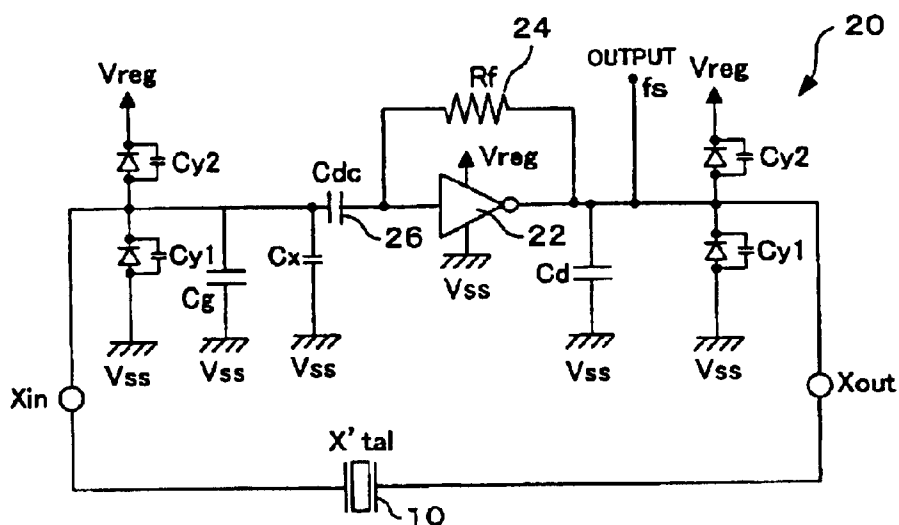 24
20
Vreg
Rf
OUTPUT
fs
Vreg
Cy2
Cdc
Vreg
Cy2
26
22
Cy1
Cx
Cd
Cy1
Cg
Vss
Vss
Vss
Vss
Vss
Vss
Xin
Xout
X'tal
10